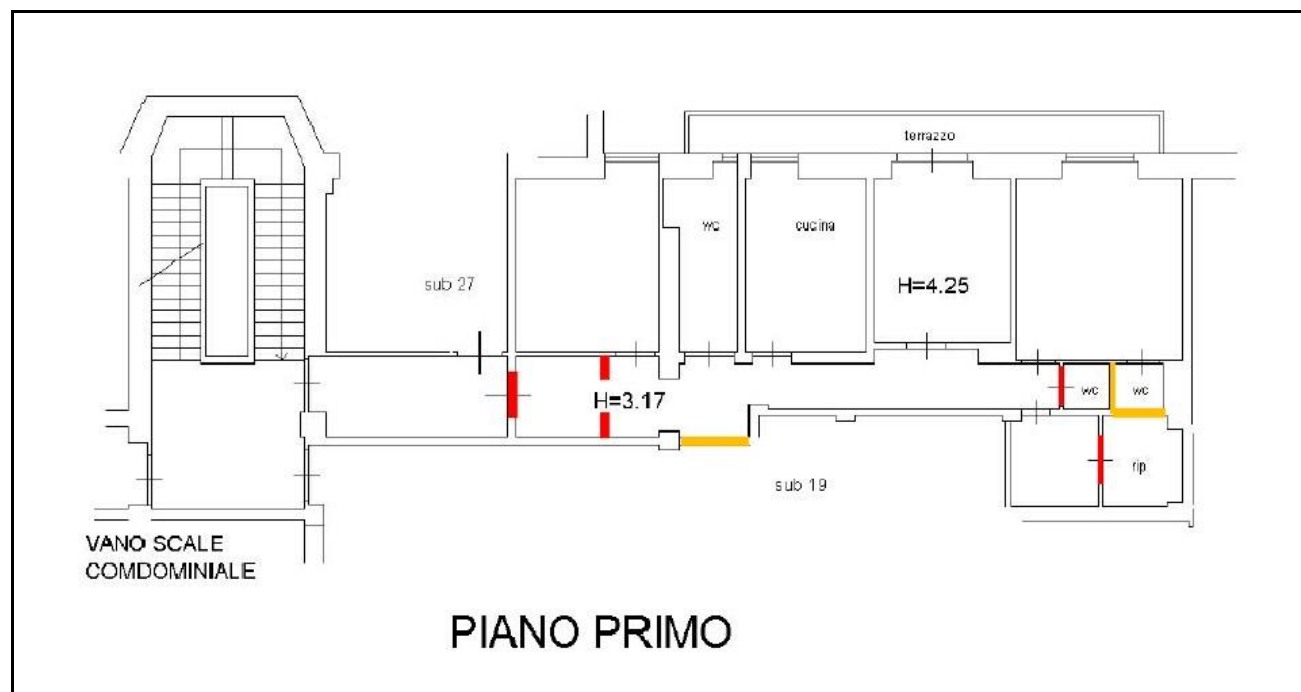 terrazzo
wc
cucina
sub 27
H=4.25
H=3.17
wc
wc
rip
sub 19
VANO SCALE
COMDOMINIALE
PIANO PRIMO